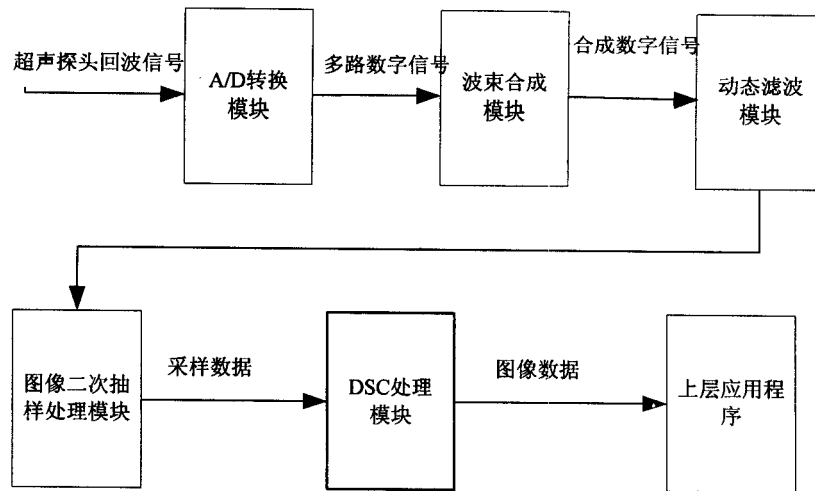 超声探头回波信号
A/D转换
模块
多路数字信号
波束合成
模块
合成数字信号
动态滤波
模块
图像二次抽
样处理模块
采样数据
DSC处理
模块
图像数据
上层应用程
序